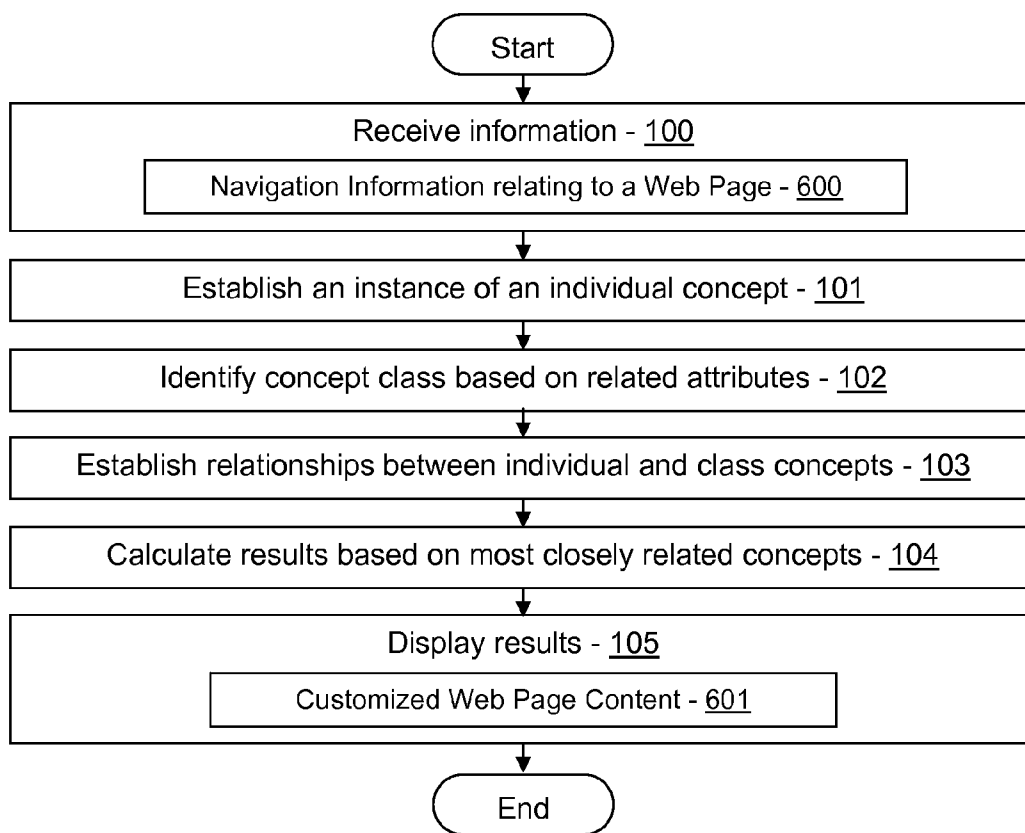 Start
Receive information - 100
Navigation Information relating to a Web Page - 600
Establish an instance of an individual concept - 101
Identify concept class based on related attributes - 102
Establish relationships between individual and class concepts - 103
Calculate results based on most closely related concepts - 104
Display results - 105
Customized Web Page Content - 601
End